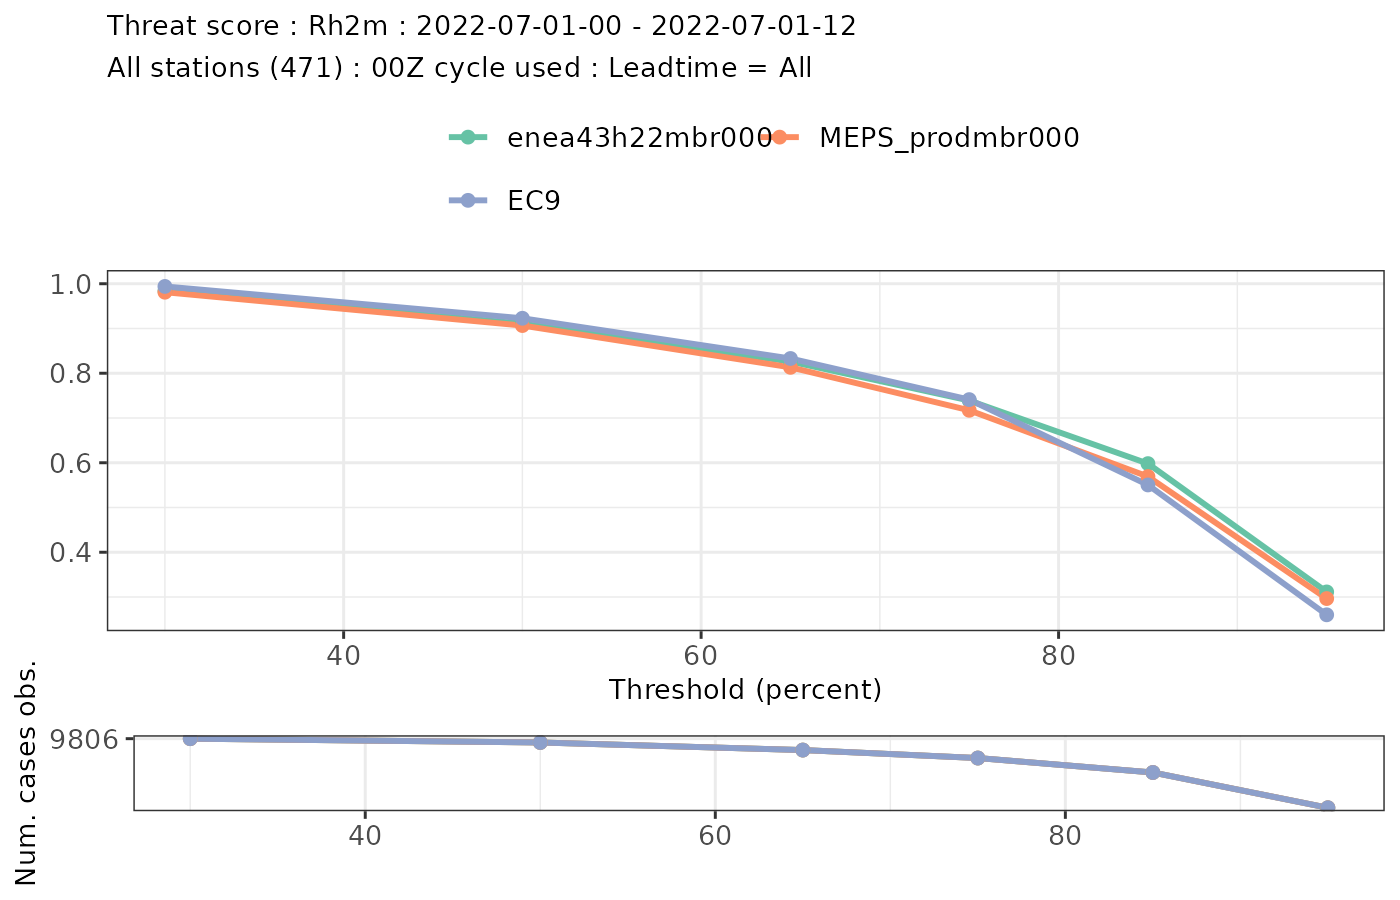 Threat score : Rh2m : 2022-07-01-00 - 2022-07-01-12
All stations (471) : 00Z cycle used : Leadtime = All
enea43h22mbr000 MEPS_prodmbr000
EC9
1.0
0.8
0.6
0.4
40 60 80
Threshold (percent)
Num. cases obs.
9806
40 60 80